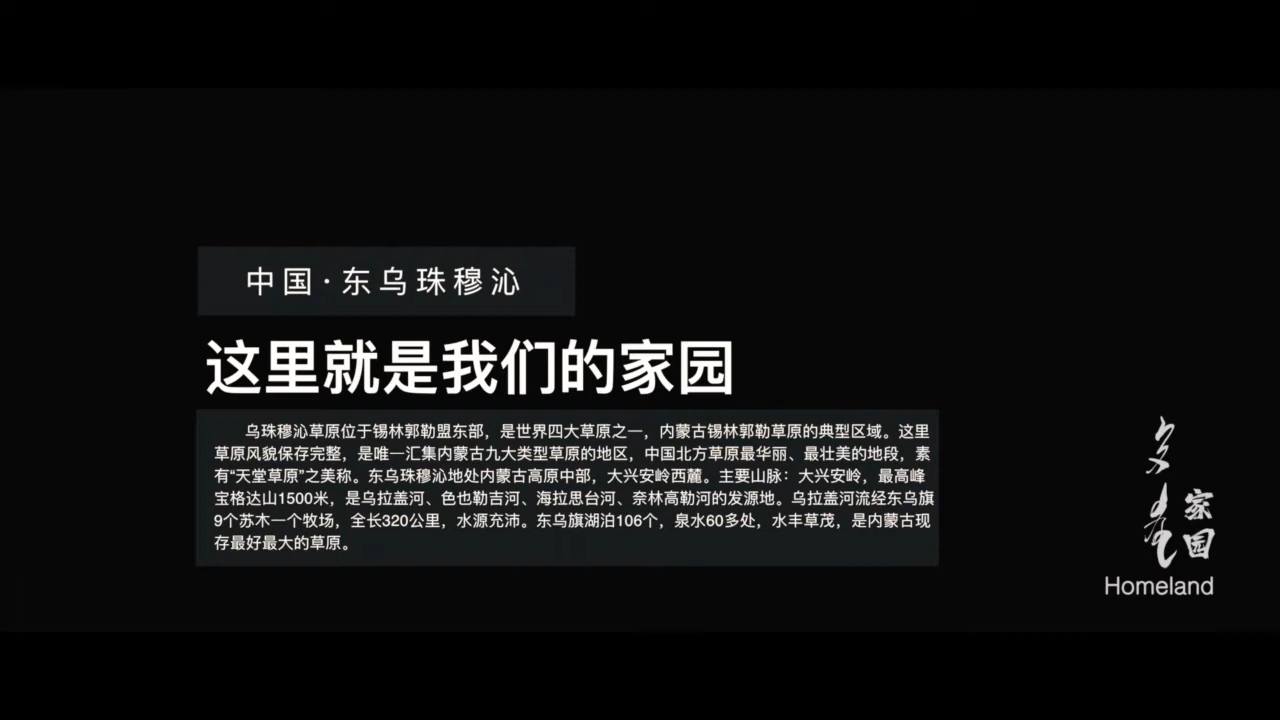 中国·东乌珠穆沁
这里就是我们的家园
乌珠穆沁草原位于锡林郭勒盟东部，是世界四大草原之一，内蒙古锡林郭勒草原的典型区域。这里
草原风貌保存完整，是唯一汇集内蒙古九大类型草原的地区，中国北方草原最华丽、最壮美的地段，素
有“天堂草原”之美称。东乌珠穆沁地处内蒙古高原中部，大兴安岭西麓。主要山脉：大兴安岭，最高峰
宝格达山1500米，是乌拉盖河、色也勒吉河、海拉思台河、奈林高勒河的发源地。乌拉盖河流经东乌旗
9个苏木一个牧场，全长320公里，水源充沛。东乌旗湖泊106个，泉水60多处，水丰草茂，是内蒙古现
存最好最大的草原。
家园
Homeland